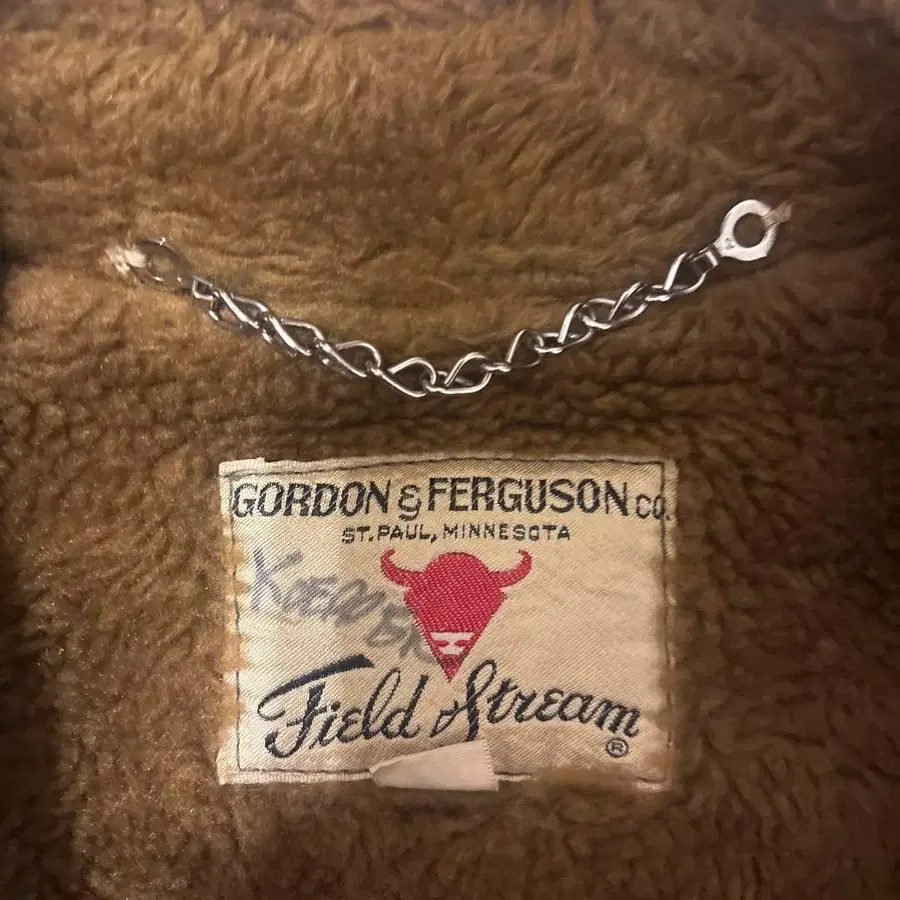 GORDON & FERGUSON CO.
ST. PAUL, MINNESOTA
Field & Stream ®